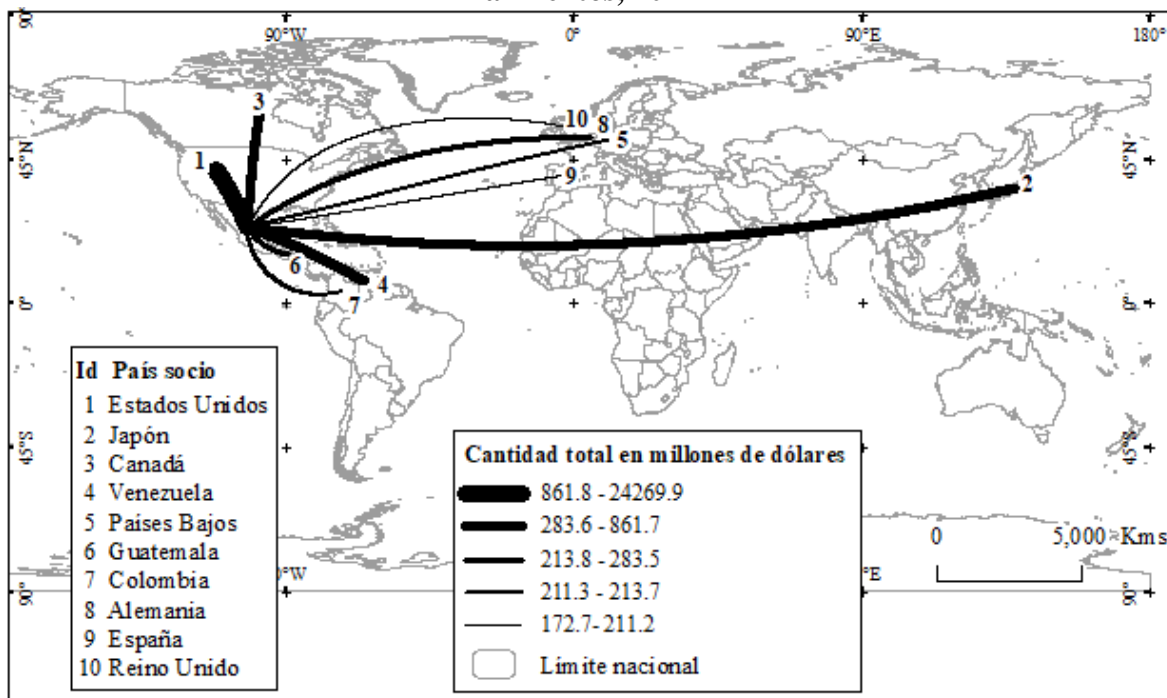 90°
90°W
0°
90°E
180°
3
10
8
5
1
45°N
45°N
9
2
6
4
7
0°
0°
Id País socio
1 Estados Unidos
2 Japón
3 Canadá
4 Venezuela
5 Países Bajos
6 Guatemala
7 Colombia
8 Alemania
9 España
10 Reino Unido
Cantidad total en millones de dólares
861.8 - 24269.9
283.6 - 861.7
213.8 - 283.5
211.3 - 213.7
172.7- 211.2
Limite nacional
45°S
45°S
0 5,000 Kms
90°
90°